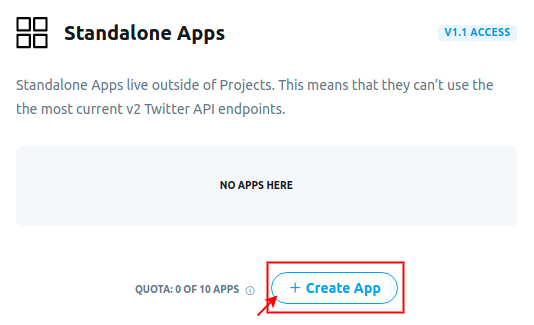 Standalone Apps
V1.1 ACCESS
Standalone Apps live outside of Projects. This means that they can't use the
the most current v2 Twitter API endpoints.
NO APPS HERE
QUOTA: 0 OF 10 APPS
+ Create App